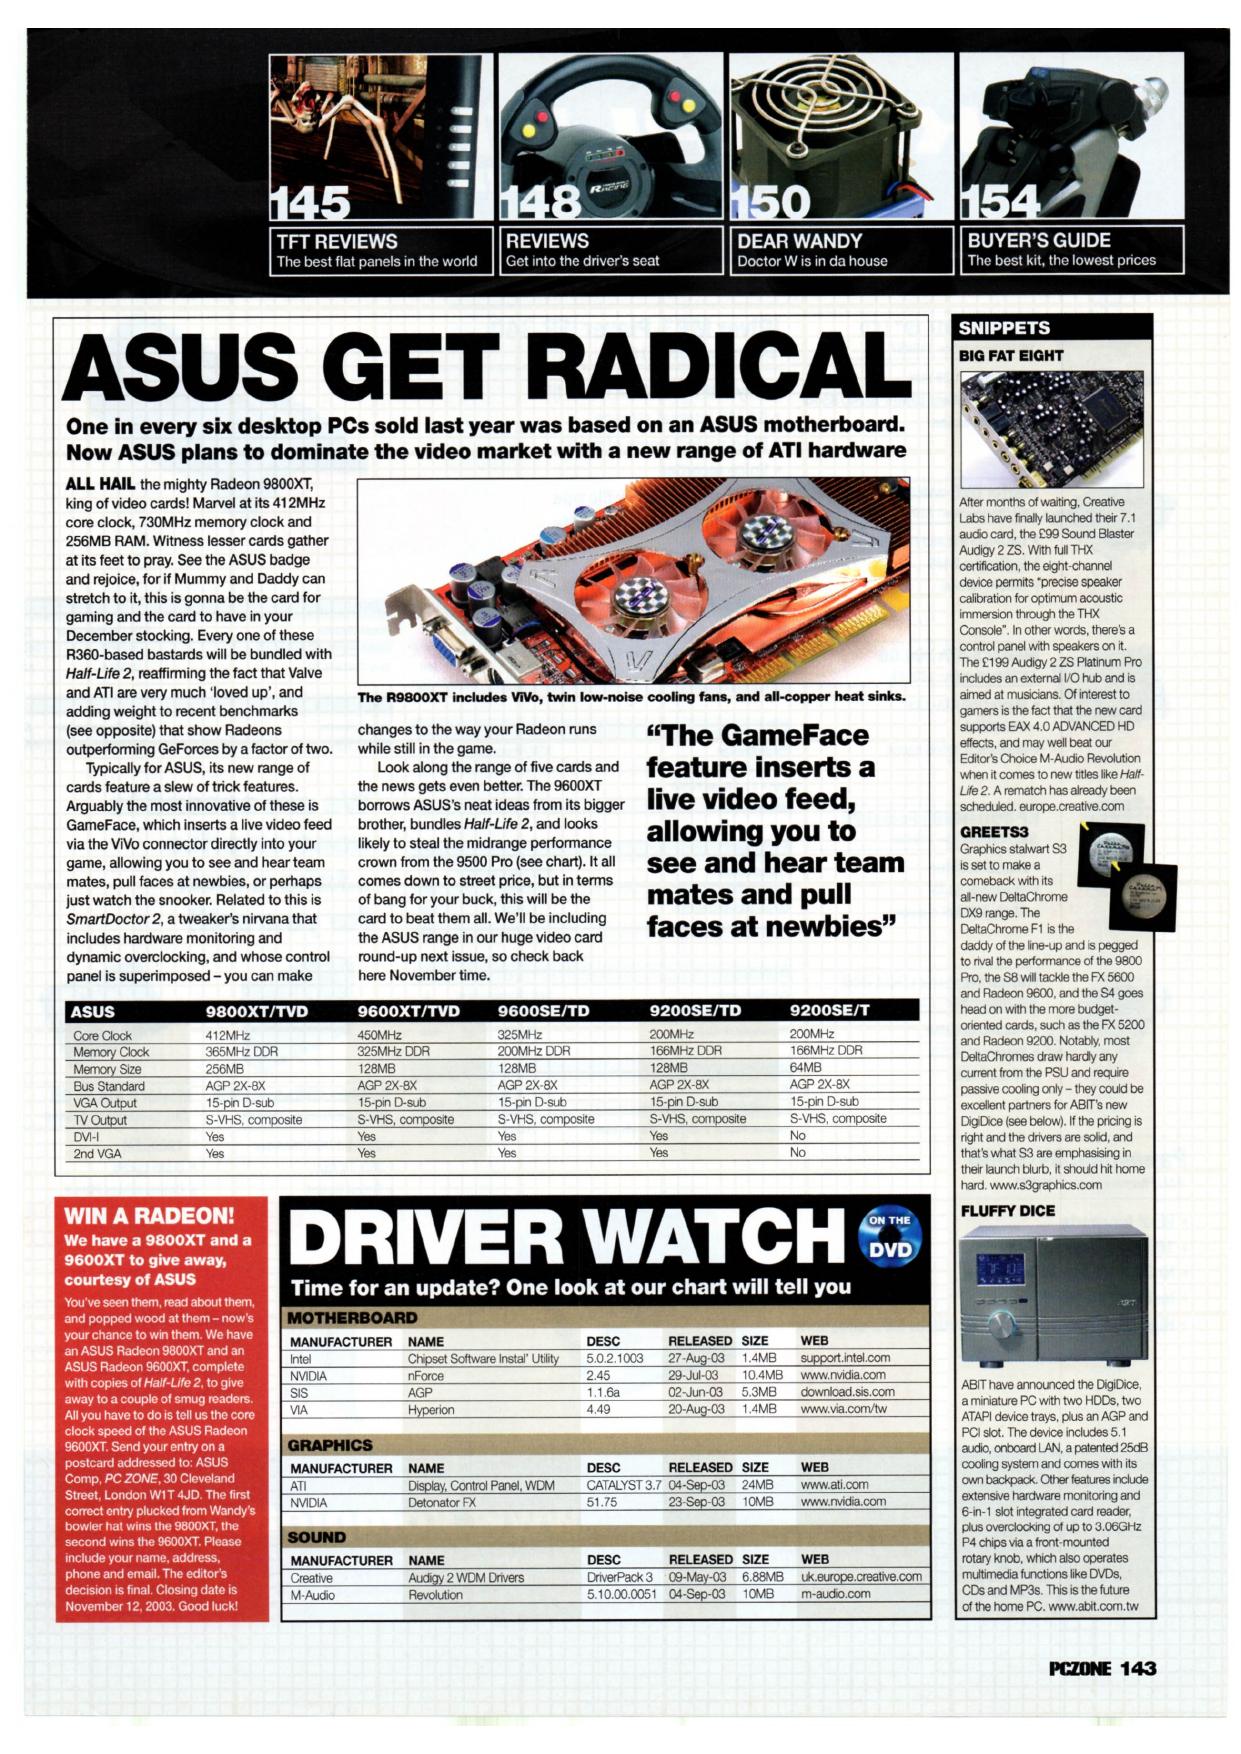 145
TFT REVIEWS
The best flat panels in the world
148
REVIEWS
Get into the driver's seat
150
DEAR WANDY
Doctor W is in da house
154
BUYER'S GUIDE
The best kit, the lowest prices
ASUS GET RADICAL
One in every six desktop PCs sold last year was based on an ASUS motherboard.
Now ASUS plans to dominate the video market with a new range of ATI hardware
ALL HAIL the mighty Radeon 9800XT,
king of video cards! Marvel at its 412MHz
core clock, 730MHz memory clock and
256MB RAM. Witness lesser cards gather
at its feet to pray. See the ASUS badge
and rejoice, for if Mummy and Daddy can
stretch to it, this is gonna be the card for
gaming and the card to have in your
December stocking. Every one of these
R360-based bastards will be bundled with
Half-Life 2, reaffirming the fact that Valve
and ATI are very much 'loved up', and
adding weight to recent benchmarks
(see opposite) that show Radeons
outperforming GeForces by a factor of two.
Typically for ASUS, its new range of
cards feature a slew of trick features.
Arguably the most innovative of these is
GameFace, which inserts a live video feed
via the ViVo connector directly into your
game, allowing you to see and hear team
mates, pull faces at newbies, or perhaps
just watch the snooker. Related to this is
SmartDoctor 2, a tweaker's nirvana that
includes hardware monitoring and
dynamic overclocking, and whose control
panel is superimposed – you can make
The R9800XT includes ViVo, twin low-noise cooling fans, and all-copper heat sinks.
changes to the way your Radeon runs
while still in the game.
Look along the range of five cards and
the news gets even better. The 9600XT
borrows ASUS's neat ideas from its bigger
brother, bundles Half-Life 2, and looks
likely to steal the midrange performance
crown from the 9500 Pro (see chart). It all
comes down to street price, but in terms
of bang for your buck, this will be the
card to beat them all. We'll be including
the ASUS range in our huge video card
round-up next issue, so check back
here November time.
“The GameFace
feature inserts a
live video feed,
allowing you to
see and hear team
mates and pull
faces at newbies”
ASUS 9800XT/TVD 9600XT/TVD 9600SE/TD 9200SE/TD 9200SE/T
Core Clock 412MHz 450MHz 325MHz 200MHz 200MHz
Memory Clock 365MHz DDR 325MHz DDR 200MHz DDR 166MHz DDR 166MHz DDR
Memory Size 256MB 128MB 128MB 128MB 64MB
Bus Standard AGP 2X-8X AGP 2X-8X AGP 2X-8X AGP 2X-8X AGP 2X-8X
VGA Output 15-pin D-sub 15-pin D-sub 15-pin D-sub 15-pin D-sub 15-pin D-sub
TV Output S-VHS, composite S-VHS, composite S-VHS, composite S-VHS, composite S-VHS, composite
DVI-I Yes Yes Yes Yes No
2nd VGA Yes Yes Yes Yes No
WIN A RADEON!
We have a 9800XT and a
9600XT to give away,
courtesy of ASUS
You've seen them, read about them,
and popped wood at them – now's
your chance to win them. We have
an ASUS Radeon 9800XT and an
ASUS Radeon 9600XT, complete
with copies of Half-Life 2, to give
away to a couple of smug readers.
All you have to do is tell us the core
clock speed of the ASUS Radeon
9600XT. Send your entry on a
postcard addressed to: ASUS
Comp, PC ZONE, 30 Cleveland
Street, London W1T 4JD. The first
correct entry plucked from Wandy's
bowler hat wins the 9800XT, the
second wins the 9600XT. Please
include your name, address,
phone and email. The editor's
decision is final. Closing date is
November 12, 2003. Good luck!
DRIVER WATCH
ON THE
DVD
Time for an update? One look at our chart will tell you
MOTHERBOARD
MANUFACTURER NAME DESC RELEASED SIZE WEB
Intel Chipset Software Instal' Utility 5.0.2.1003 27-Aug-03 1.4MB support.intel.com
NVIDIA nForce 2.45 29-Jul-03 10.4MB www.nvidia.com
SIS AGP 1.1.6a 02-Jun-03 5.3MB download.sis.com
VIA Hyperion 4.49 20-Aug-03 1.4MB www.via.com/tw
GRAPHICS
MANUFACTURER NAME DESC RELEASED SIZE WEB
ATI Display, Control Panel, WDM CATALYST 3.7 04-Sep-03 24MB www.ati.com
NVIDIA Detonator FX 51.75 23-Sep-03 10MB www.nvidia.com
SOUND
MANUFACTURER NAME DESC RELEASED SIZE WEB
Creative Audigy 2 WDM Drivers DriverPack 3 09-May-03 6.88MB uk.europe.creative.com
M-Audio Revolution 5.10.00.0051 04-Sep-03 10MB m-audio.com
SNIPPETS
BIG FAT EIGHT
After months of waiting, Creative
Labs have finally launched their 7.1
audio card, the £99 Sound Blaster
Audigy 2 ZS. With full THX
certification, the eight-channel
device permits “precise speaker
calibration for optimum acoustic
immersion through the THX
Console”. In other words, there's a
control panel with speakers on it.
The £199 Audigy 2 ZS Platinum Pro
includes an external I/O hub and is
aimed at musicians. Of interest to
gamers is the fact that the new card
supports EAX 4.0 ADVANCED HD
effects, and may well beat our
Editor's Choice M-Audio Revolution
when it comes to new titles like Half-
Life 2. A rematch has already been
scheduled. europe.creative.com
GREETS3
Graphics stalwart S3
is set to make a
comeback with its
all-new DeltaChrome
DX9 range. The
DeltaChrome F1 is the
daddy of the line-up and is pegged
to rival the performance of the 9800
Pro, the S8 will tackle the FX 5600
and Radeon 9600, and the S4 goes
head on with the more budget-
oriented cards, such as the FX 5200
and Radeon 9200. Notably, most
DeltaChromes draw hardly any
current from the PSU and require
passive cooling only – they could be
excellent partners for ABIT's new
DigiDice (see below). If the pricing is
right and the drivers are solid, and
that's what S3 are emphasising in
their launch blurb, it should hit home
hard. www.s3graphics.com
FLUFFY DICE
ABIT have announced the DigiDice,
a miniature PC with two HDDs, two
ATAPI device trays, plus an AGP and
PCI slot. The device includes 5.1
audio, onboard LAN, a patented 25dB
cooling system and comes with its
own backpack. Other features include
extensive hardware monitoring and
6-in-1 slot integrated card reader,
plus overclocking of up to 3.06GHz
P4 chips via a front-mounted
rotary knob, which also operates
multimedia functions like DVDs,
CDs and MP3s. This is the future
of the home PC. www.abit.com.tw
PCZONE 143